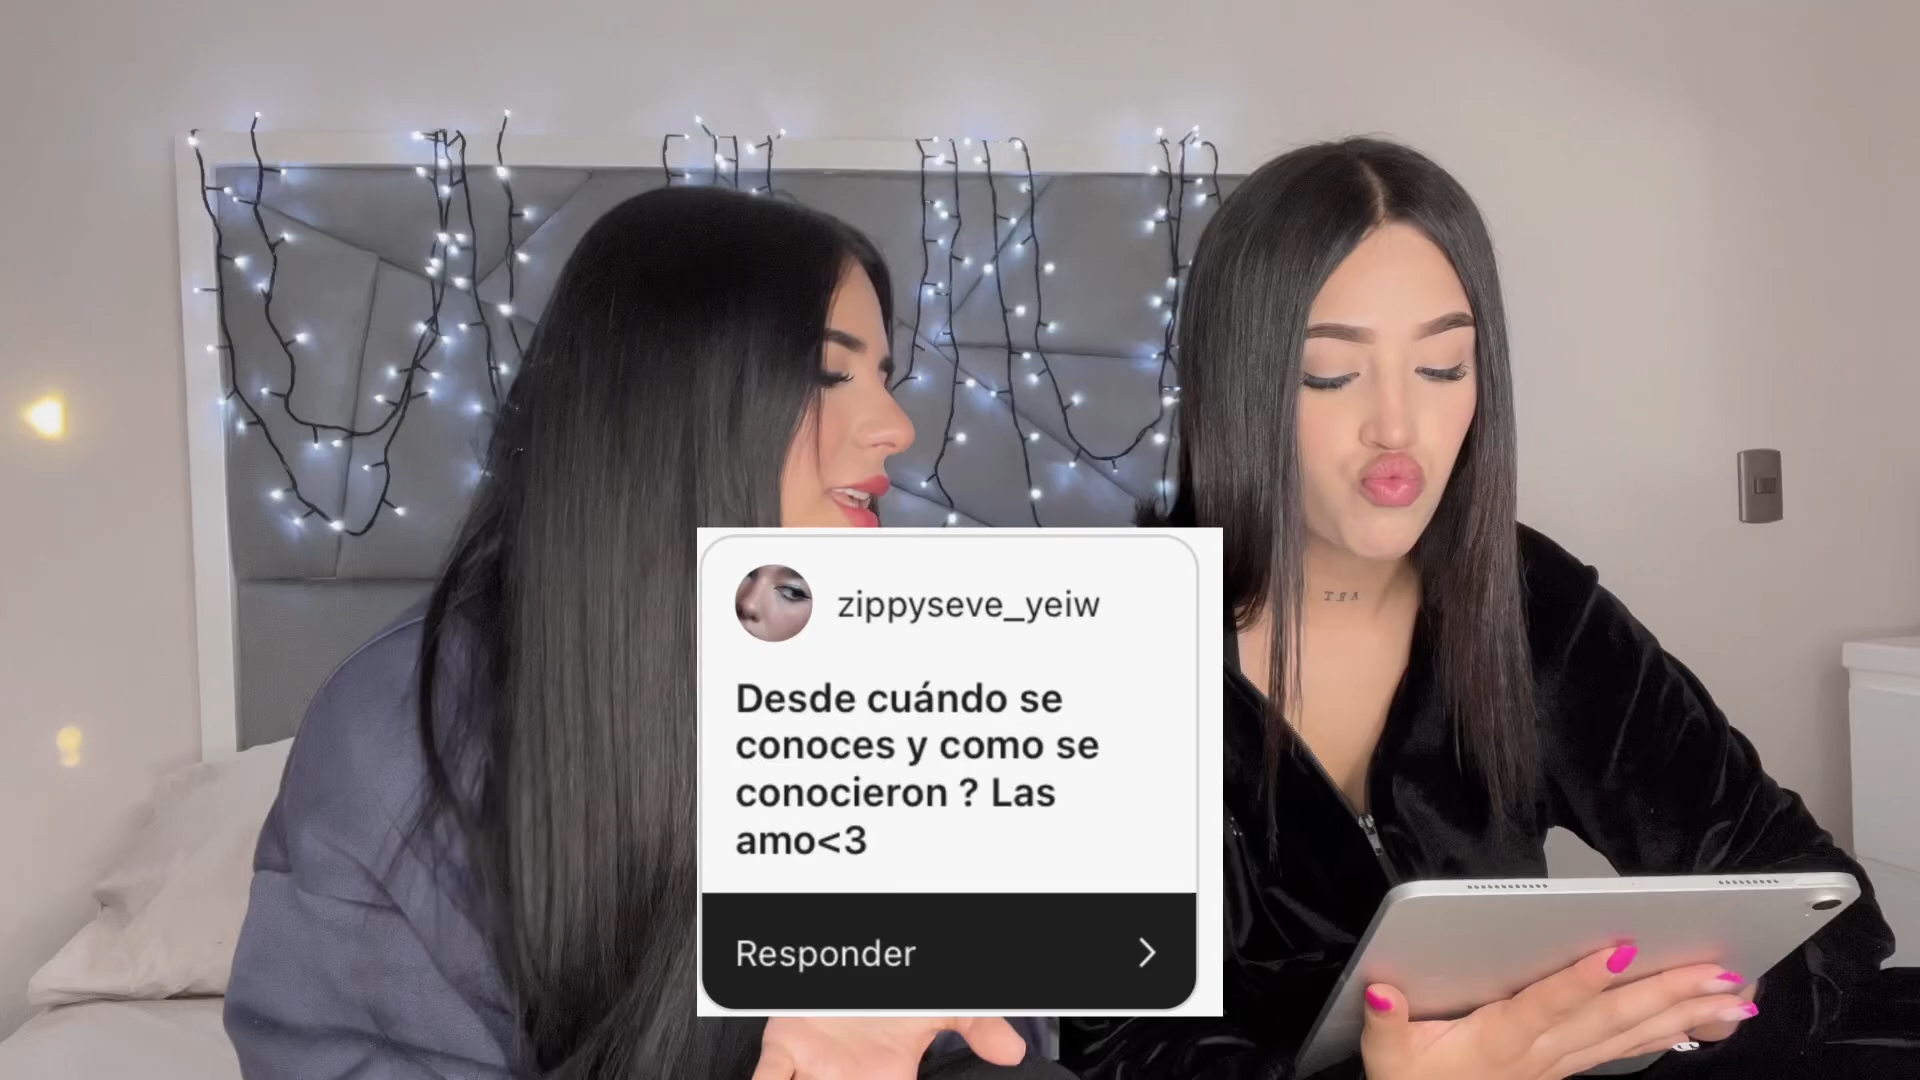 zippyseve_yeiw
Desde cuándo se
conoces y como se
conocieron ? Las
amo<3
Responder